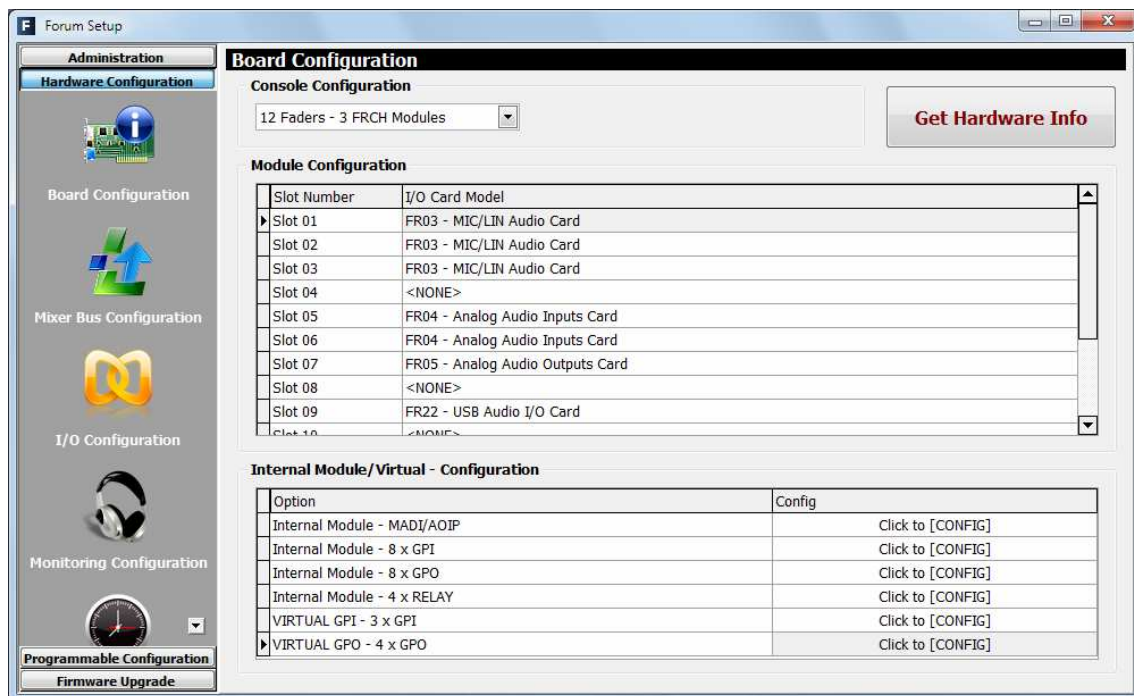 Forum Setup
Administration
Hardware Configuration
Board Configuration
Mixer Bus Configuration
I/O Configuration
Monitoring Configuration
Programmable Configuration
Firmware Upgrade
Board Configuration
Console Configuration
12 Faders - 3 FRCH Modules
Get Hardware Info
Module Configuration
Slot Number I/O Card Model
Slot 01 FR03 - MIC/LIN Audio Card
Slot 02 FR03 - MIC/LIN Audio Card
Slot 03 FR03 - MIC/LIN Audio Card
Slot 04 <NONE>
Slot 05 FR04 - Analog Audio Inputs Card
Slot 06 FR04 - Analog Audio Inputs Card
Slot 07 FR05 - Analog Audio Outputs Card
Slot 08 <NONE>
Slot 09 FR22 - USB Audio I/O Card
Slot 10 <NONE>
Internal Module/Virtual - Configuration
Option Config
Internal Module - MADI/AOIP Click to [CONFIG]
Internal Module - 8 x GPI Click to [CONFIG]
Internal Module - 8 x GPO Click to [CONFIG]
Internal Module - 4 x RELAY Click to [CONFIG]
VIRTUAL GPI - 3 x GPI Click to [CONFIG]
VIRTUAL GPO - 4 x GPO Click to [CONFIG]